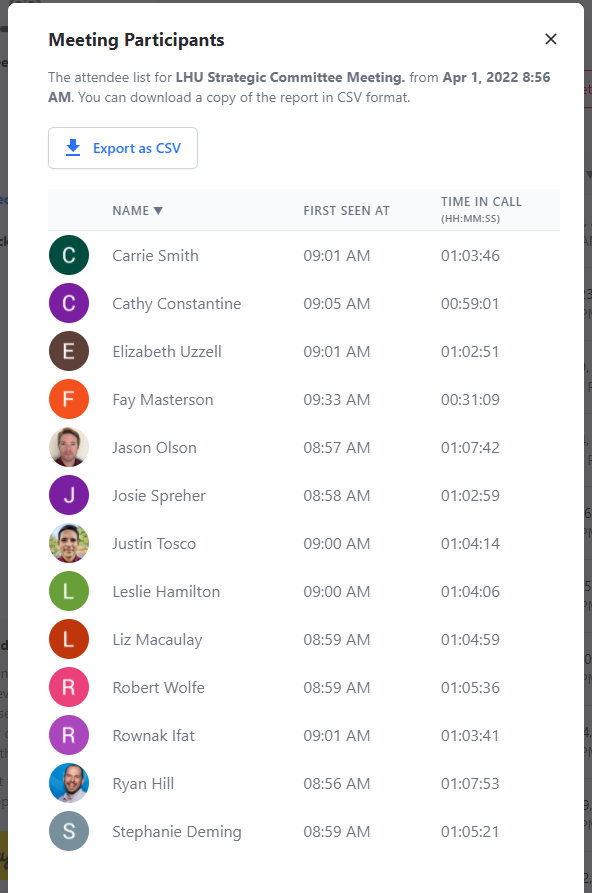 Meeting Participants
The attendee list for LHU Strategic Committee Meeting. from Apr 1, 2022 8:56
AM. You can download a copy of the report in CSV format.
Export as CSV
NAME ▼ FIRST SEEN AT TIME IN CALL
(HH:MM:SS)
C Carrie Smith 09:01 AM 01:03:46
C Cathy Constantine 09:05 AM 00:59:01
E Elizabeth Uzzell 09:01 AM 01:02:51
F Fay Masterson 09:33 AM 00:31:09
Jason Olson 08:57 AM 01:07:42
J Josie Spreher 08:58 AM 01:02:59
Justin Tosco 09:00 AM 01:04:14
L Leslie Hamilton 09:00 AM 01:04:06
L Liz Macaulay 08:59 AM 01:04:59
R Robert Wolfe 08:59 AM 01:05:36
R Rownak Ifat 09:01 AM 01:03:41
Ryan Hill 08:56 AM 01:07:53
S Stephanie Deming 08:59 AM 01:05:21